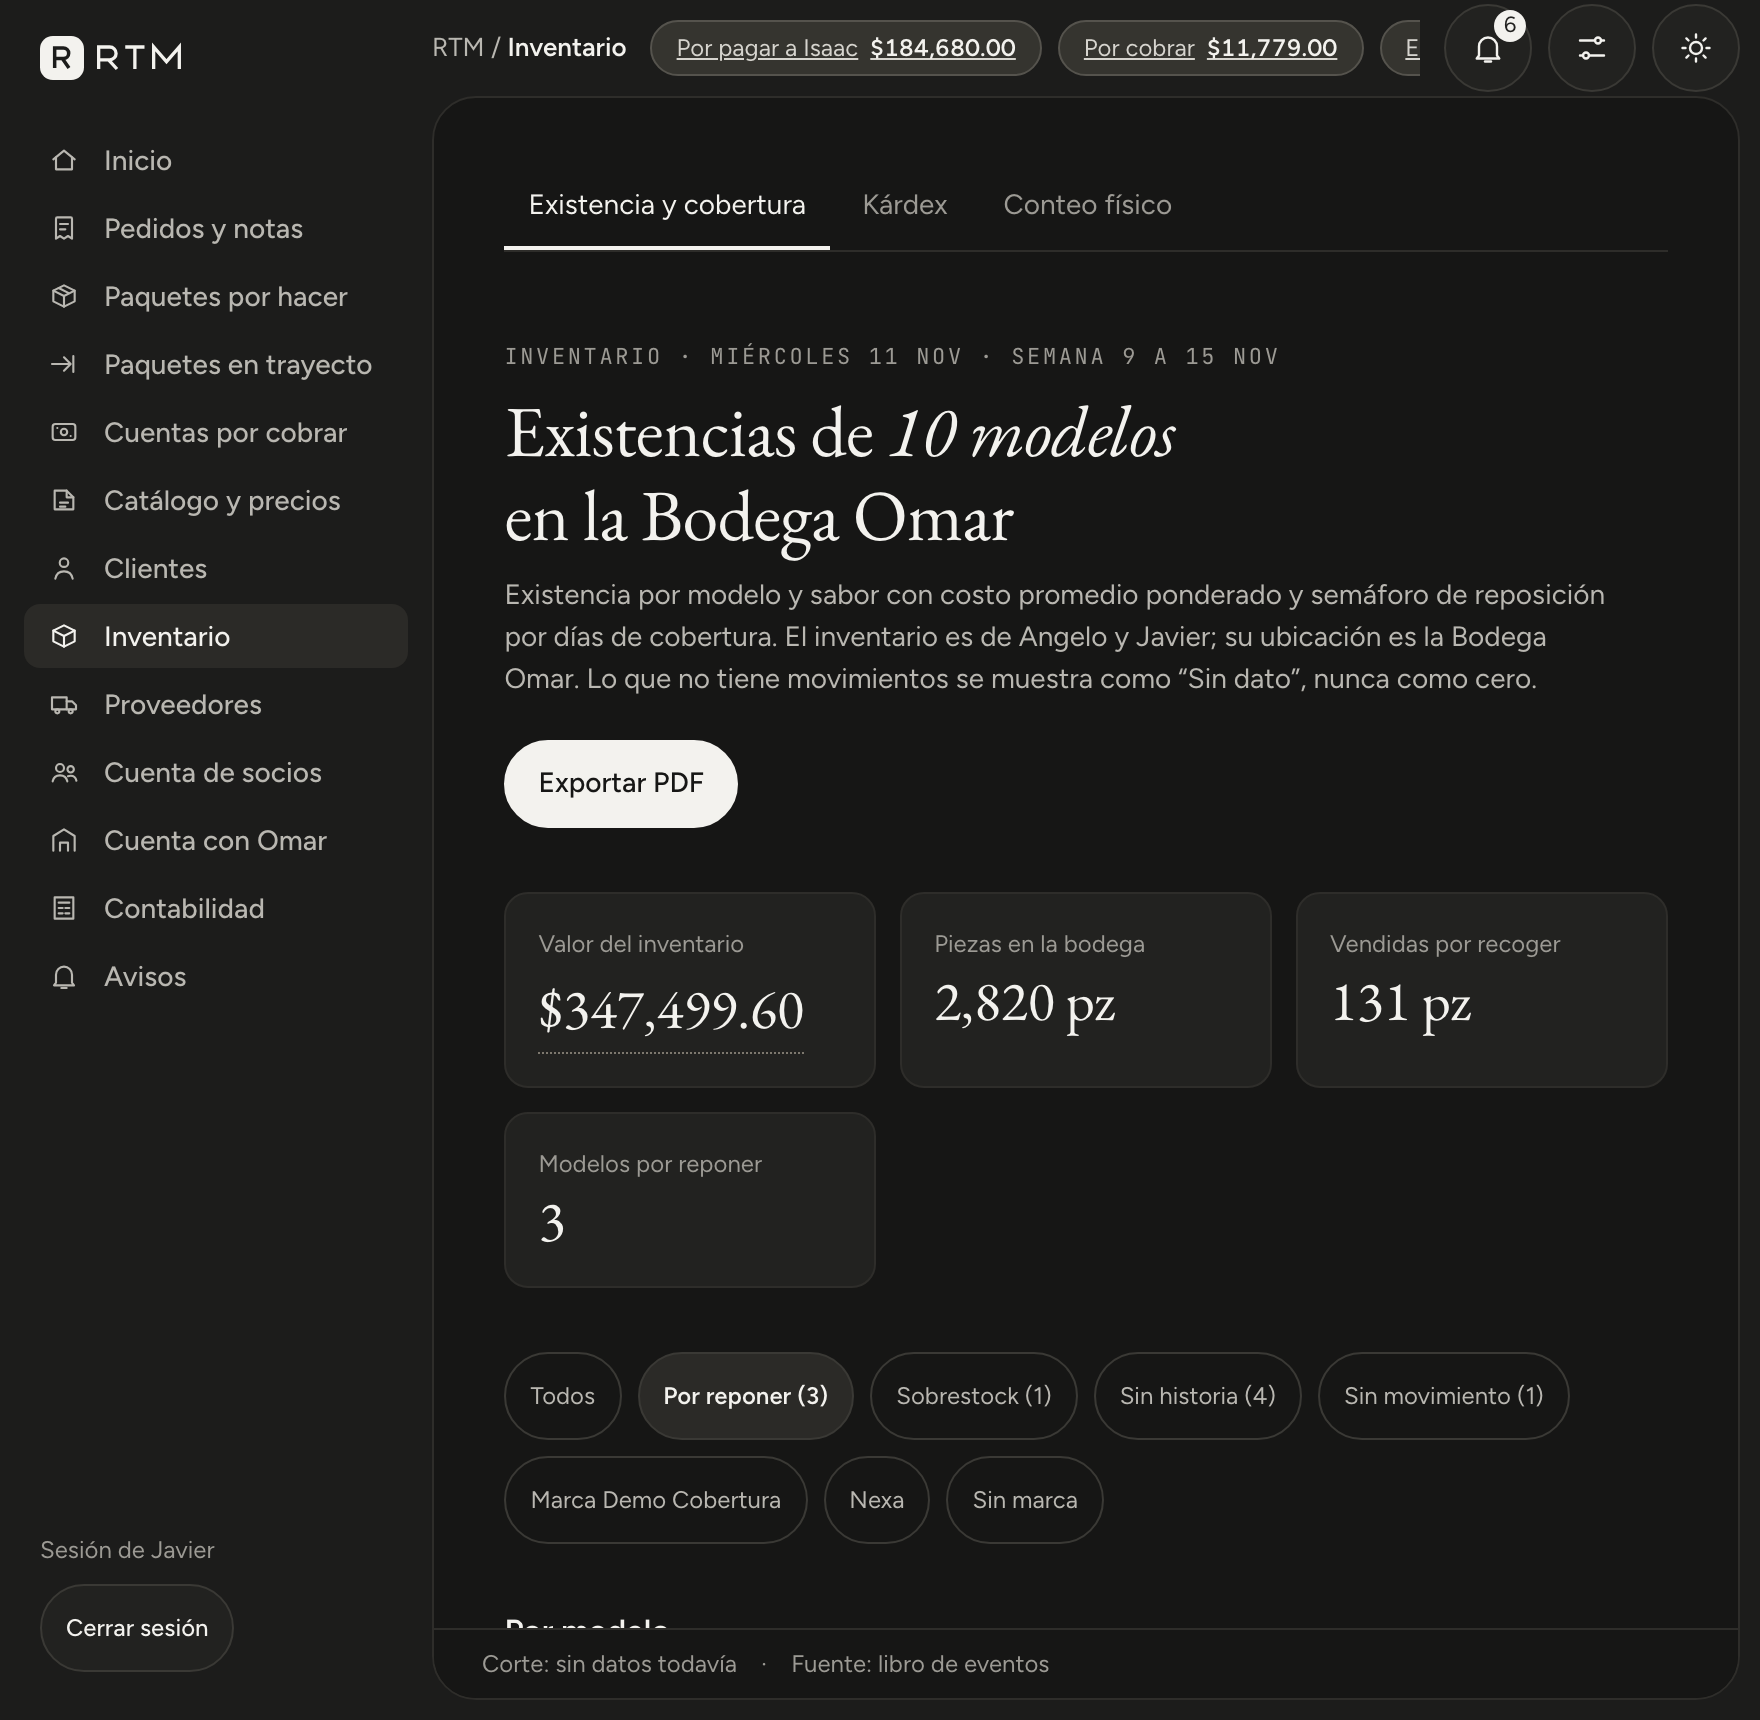 R RTM
RTM / Inventario
Por pagar a Isaac $184,680.00
Por cobrar $11,779.00
E
6
Inicio
Pedidos y notas
Paquetes por hacer
Paquetes en trayecto
Cuentas por cobrar
Catálogo y precios
Clientes
Inventario
Proveedores
Cuenta de socios
Cuenta con Omar
Contabilidad
Avisos
Sesión de Javier
Cerrar sesión
Existencia y cobertura
Kárdex
Conteo físico
INVENTARIO · MIÉRCOLES 11 NOV · SEMANA 9 A 15 NOV
Existencias de 10 modelos
en la Bodega Omar
Existencia por modelo y sabor con costo promedio ponderado y semáforo de reposición
por días de cobertura. El inventario es de Angelo y Javier; su ubicación es la Bodega
Omar. Lo que no tiene movimientos se muestra como “Sin dato”, nunca como cero.
Exportar PDF
Valor del inventario
$347,499.60
Piezas en la bodega
2,820 pz
Vendidas por recoger
131 pz
Modelos por reponer
3
Todos
Por reponer (3)
Sobrestock (1)
Sin historia (4)
Sin movimiento (1)
Marca Demo Cobertura
Nexa
Sin marca
Por modelo
Corte: sin datos todavía · Fuente: libro de eventos